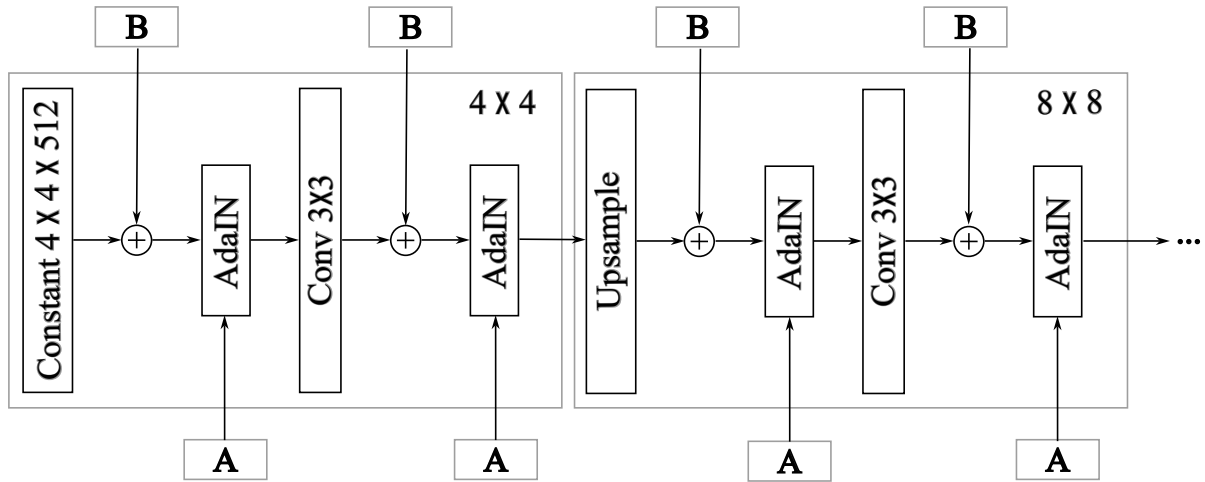 B
B
B
B
4 X 4
8 X 8
Constant 4 X 4 X 512
AdaIN
Conv 3X3
AdaIN
Upsample
AdaIN
Conv 3X3
AdaIN
...
A
A
A
A